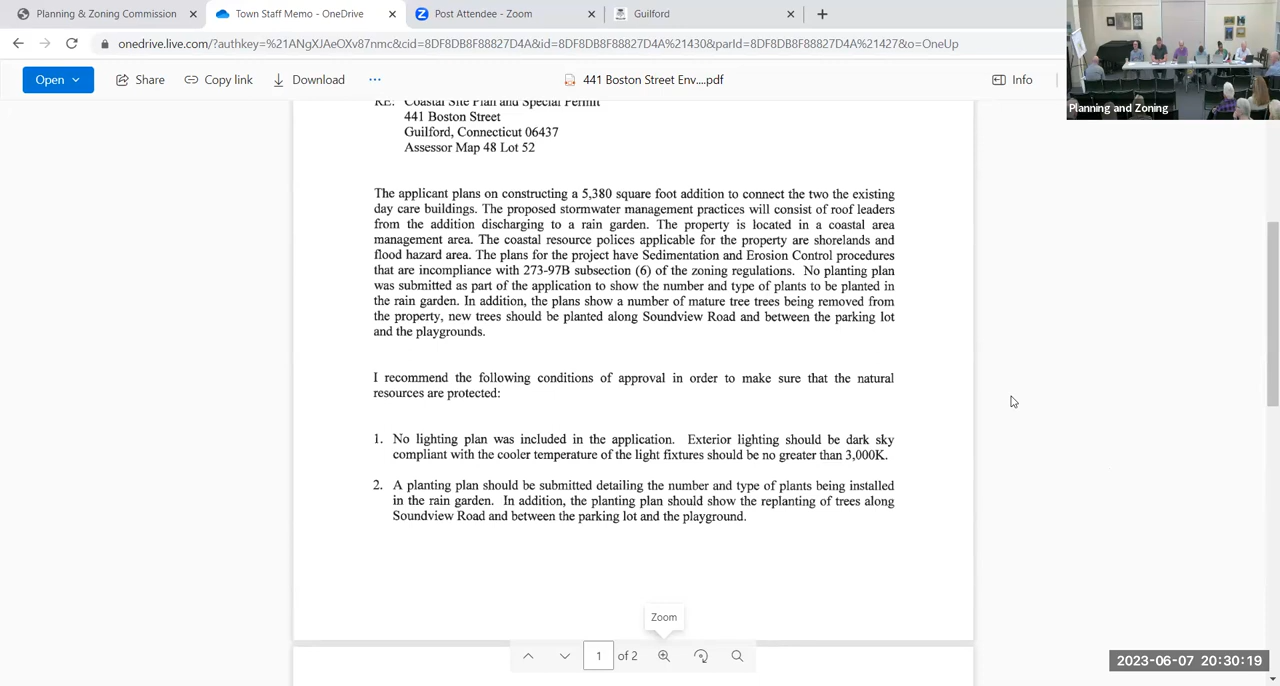 Planning & Zoning Commission
Town Staff Memo - OneDrive
Post Attendee - Zoom
Guilford
onedrive.live.com/?authkey=%21ANgXJAeOXv87nmc&cid=8DF8DB8F88827D4A&id=8DF8DB8F88827D4A%21430&parId=8DF8DB8F88827D4A%21427&o=OneUp
Open
Share
Copy link
Download
441 Boston Street Env....pdf
Info
Planning and Zoning
RE: Coastal Site Plan and Special Permit
441 Boston Street
Guilford, Connecticut 06437
Assessor Map 48 Lot 52
The applicant plans on constructing a 5,380 square foot addition to connect the two the existing
day care buildings. The proposed stormwater management practices will consist of roof leaders
from the addition discharging to a rain garden. The property is located in a coastal area
management area. The coastal resource polices applicable for the property are shorelands and
flood hazard area. The plans for the project have Sedimentation and Erosion Control procedures
that are incompliance with 273-97B subsection (6) of the zoning regulations. No planting plan
was submitted as part of the application to show the number and type of plants to be planted in
the rain garden. In addition, the plans show a number of mature tree trees being removed from
the property, new trees should be planted along Soundview Road and between the parking lot
and the playgrounds.
I recommend the following conditions of approval in order to make sure that the natural
resources are protected:
1. No lighting plan was included in the application. Exterior lighting should be dark sky
compliant with the cooler temperature of the light fixtures should be no greater than 3,000K.
2. A planting plan should be submitted detailing the number and type of plants being installed
in the rain garden. In addition, the planting plan should show the replanting of trees along
Soundview Road and between the parking lot and the playground.
Zoom
1 of 2
2023-06-07 20:30:19